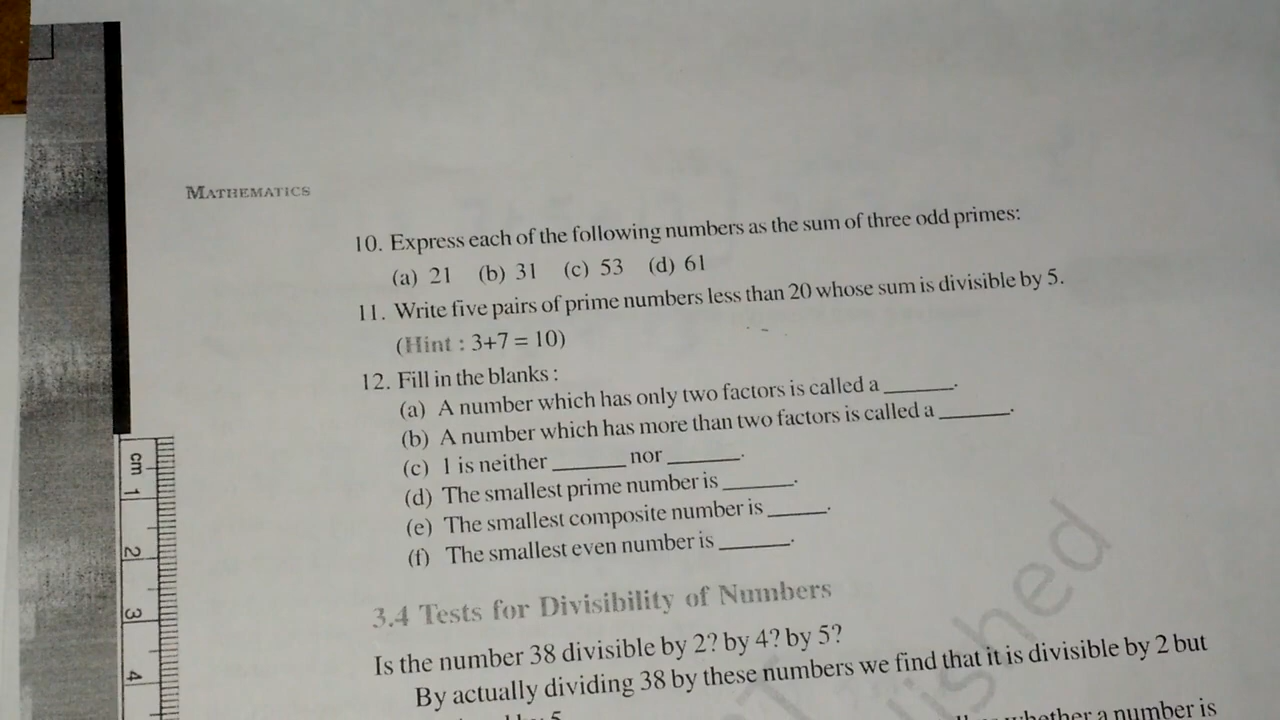 MATHEMATICS
10. Express each of the following numbers as the sum of three odd primes:
(a) 21 (b) 31 (c) 53 (d) 61
11. Write five pairs of prime numbers less than 20 whose sum is divisible by 5.
(Hint : 3+7 = 10)
12. Fill in the blanks :
(a) A number which has only two factors is called a ______.
(b) A number which has more than two factors is called a ______.
(c) 1 is neither ______ nor ______.
(d) The smallest prime number is ______.
(e) The smallest composite number is _____.
(f) The smallest even number is ______.
3.4 Tests for Divisibility of Numbers
Is the number 38 divisible by 2? by 4? by 5?
By actually dividing 38 by these numbers we find that it is divisible by 2 but
5 whether a number is
cm 1 2 3 4